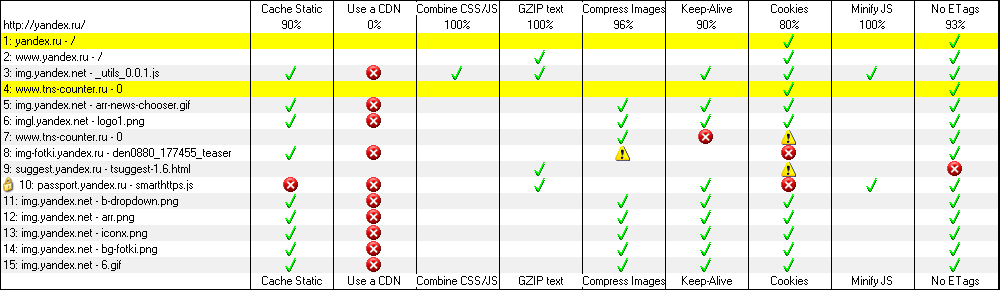 Cache Static Use a CDN Combine CSS/JS GZIP text Compress Images Keep-Alive Cookies Minify JS No ETags
http://yandex.ru/ 90% 0% 100% 100% 96% 90% 80% 100% 93%
1: yandex.ru - /
2: www.yandex.ru - /
3: img.yandex.net - _utils_0.0.1.js
4: www.tns-counter.ru - 0
5: img.yandex.net - arr-news-chooser.gif
6: imgl.yandex.net - logo1.png
7: www.tns-counter.ru - 0
8: img-fotki.yandex.ru - den0880_177455_teaser
9: suggest.yandex.ru - tsuggest-1.6.html
10: passport.yandex.ru - smarthttps.js
11: img.yandex.net - b-dropdown.png
12: img.yandex.net - arr.png
13: img.yandex.net - iconx.png
14: img.yandex.net - bg-fotki.png
15: img.yandex.net - 6.gif
Cache Static Use a CDN Combine CSS/JS GZIP text Compress Images Keep-Alive Cookies Minify JS No ETags